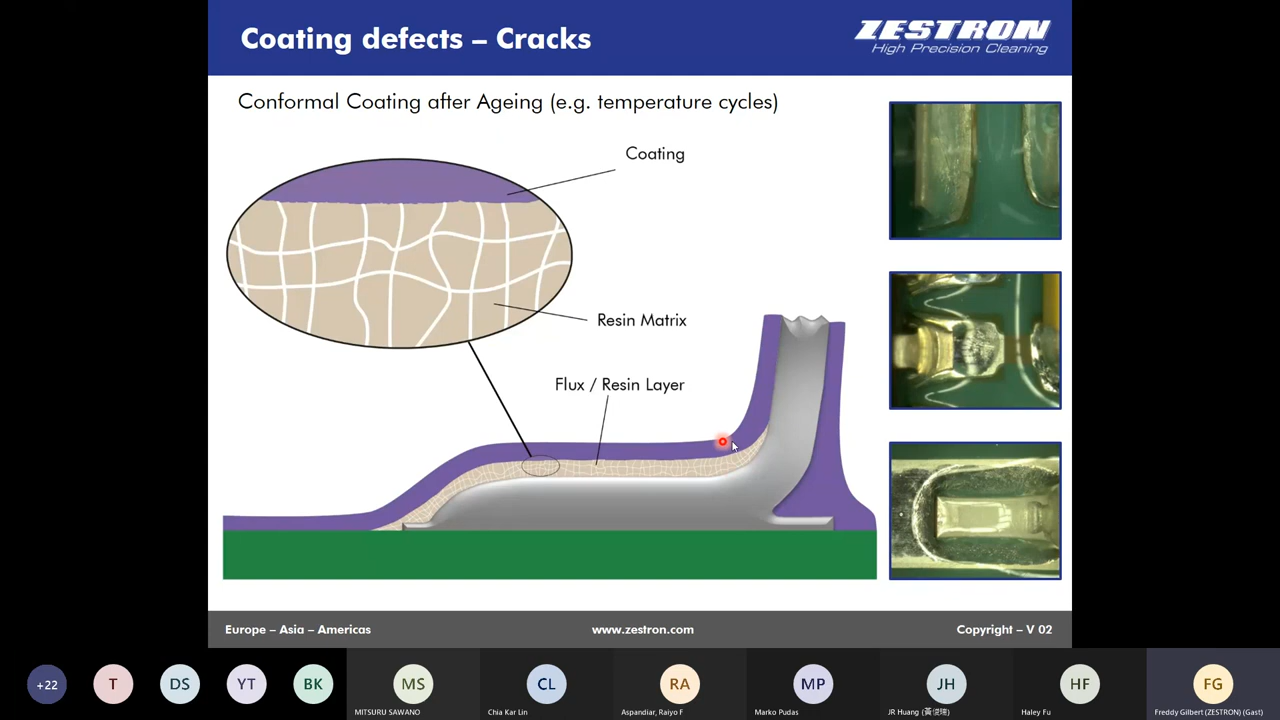 Coating defects – Cracks
ZESTRON
High Precision Cleaning
Conformal Coating after Ageing (e.g. temperature cycles)
Coating
Resin Matrix
Flux / Resin Layer
Europe – Asia – Americas
www.zestron.com
Copyright – V 02
+22
T
DS
YT
BK
MS
CL
RA
MP
JH
HF
FG
MITSURU SAWANO
Chia Kar Lin
Aspandiar, Raiyo F
Marko Pudas
JR Huang (黃俊曄)
Haley Fu
Freddy Gilbert (ZESTRON) (Gast)